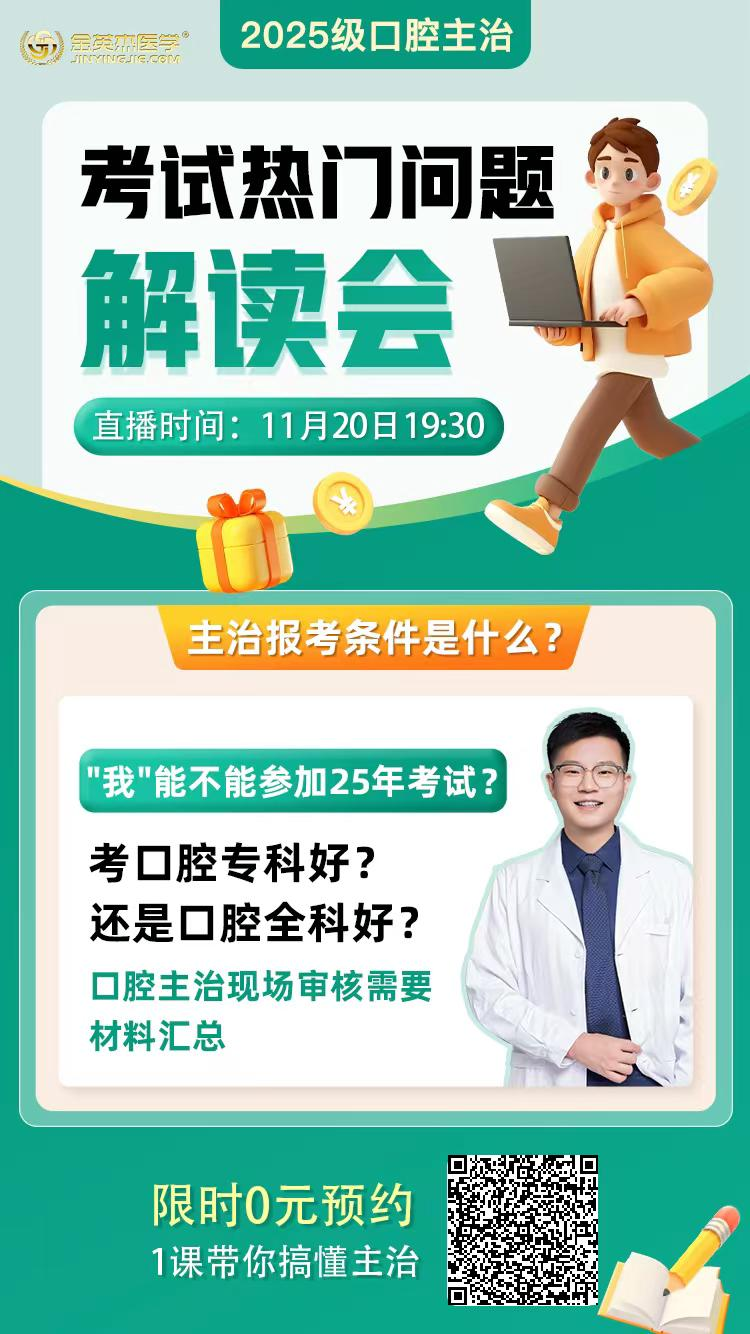 金英杰医学®
JINYINGJIE.COM
2025级口腔主治
考试热门问题
解读会
直播时间：11月20日19:30
主治报考条件是什么？
"我"能不能参加25年考试？
考口腔专科好？
还是口腔全科好？
口腔主治现场审核需要
材料汇总
限时0元预约
1课带你搞懂主治